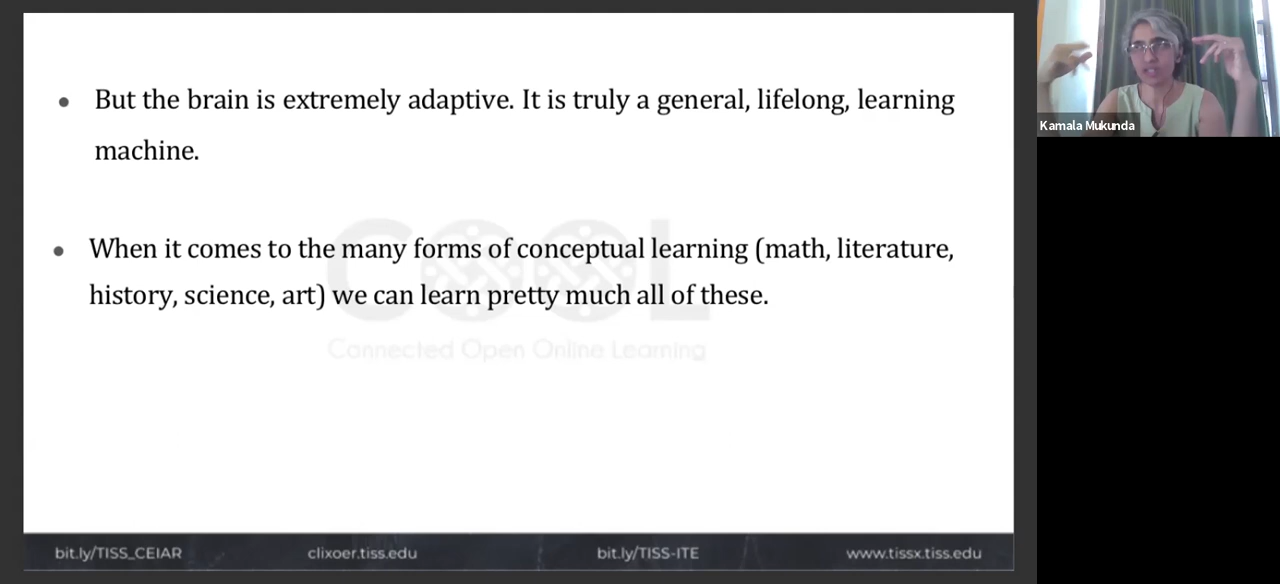 But the brain is extremely adaptive. It is truly a general, lifelong, learning
machine.
When it comes to the many forms of conceptual learning (math, literature,
history, science, art) we can learn pretty much all of these.
COOL
Connected Open Online Learning
bit.ly/TISS_CEIAR
clixoer.tiss.edu
bit.ly/TISS-ITE
www.tissx.tiss.edu
Kamala Mukunda